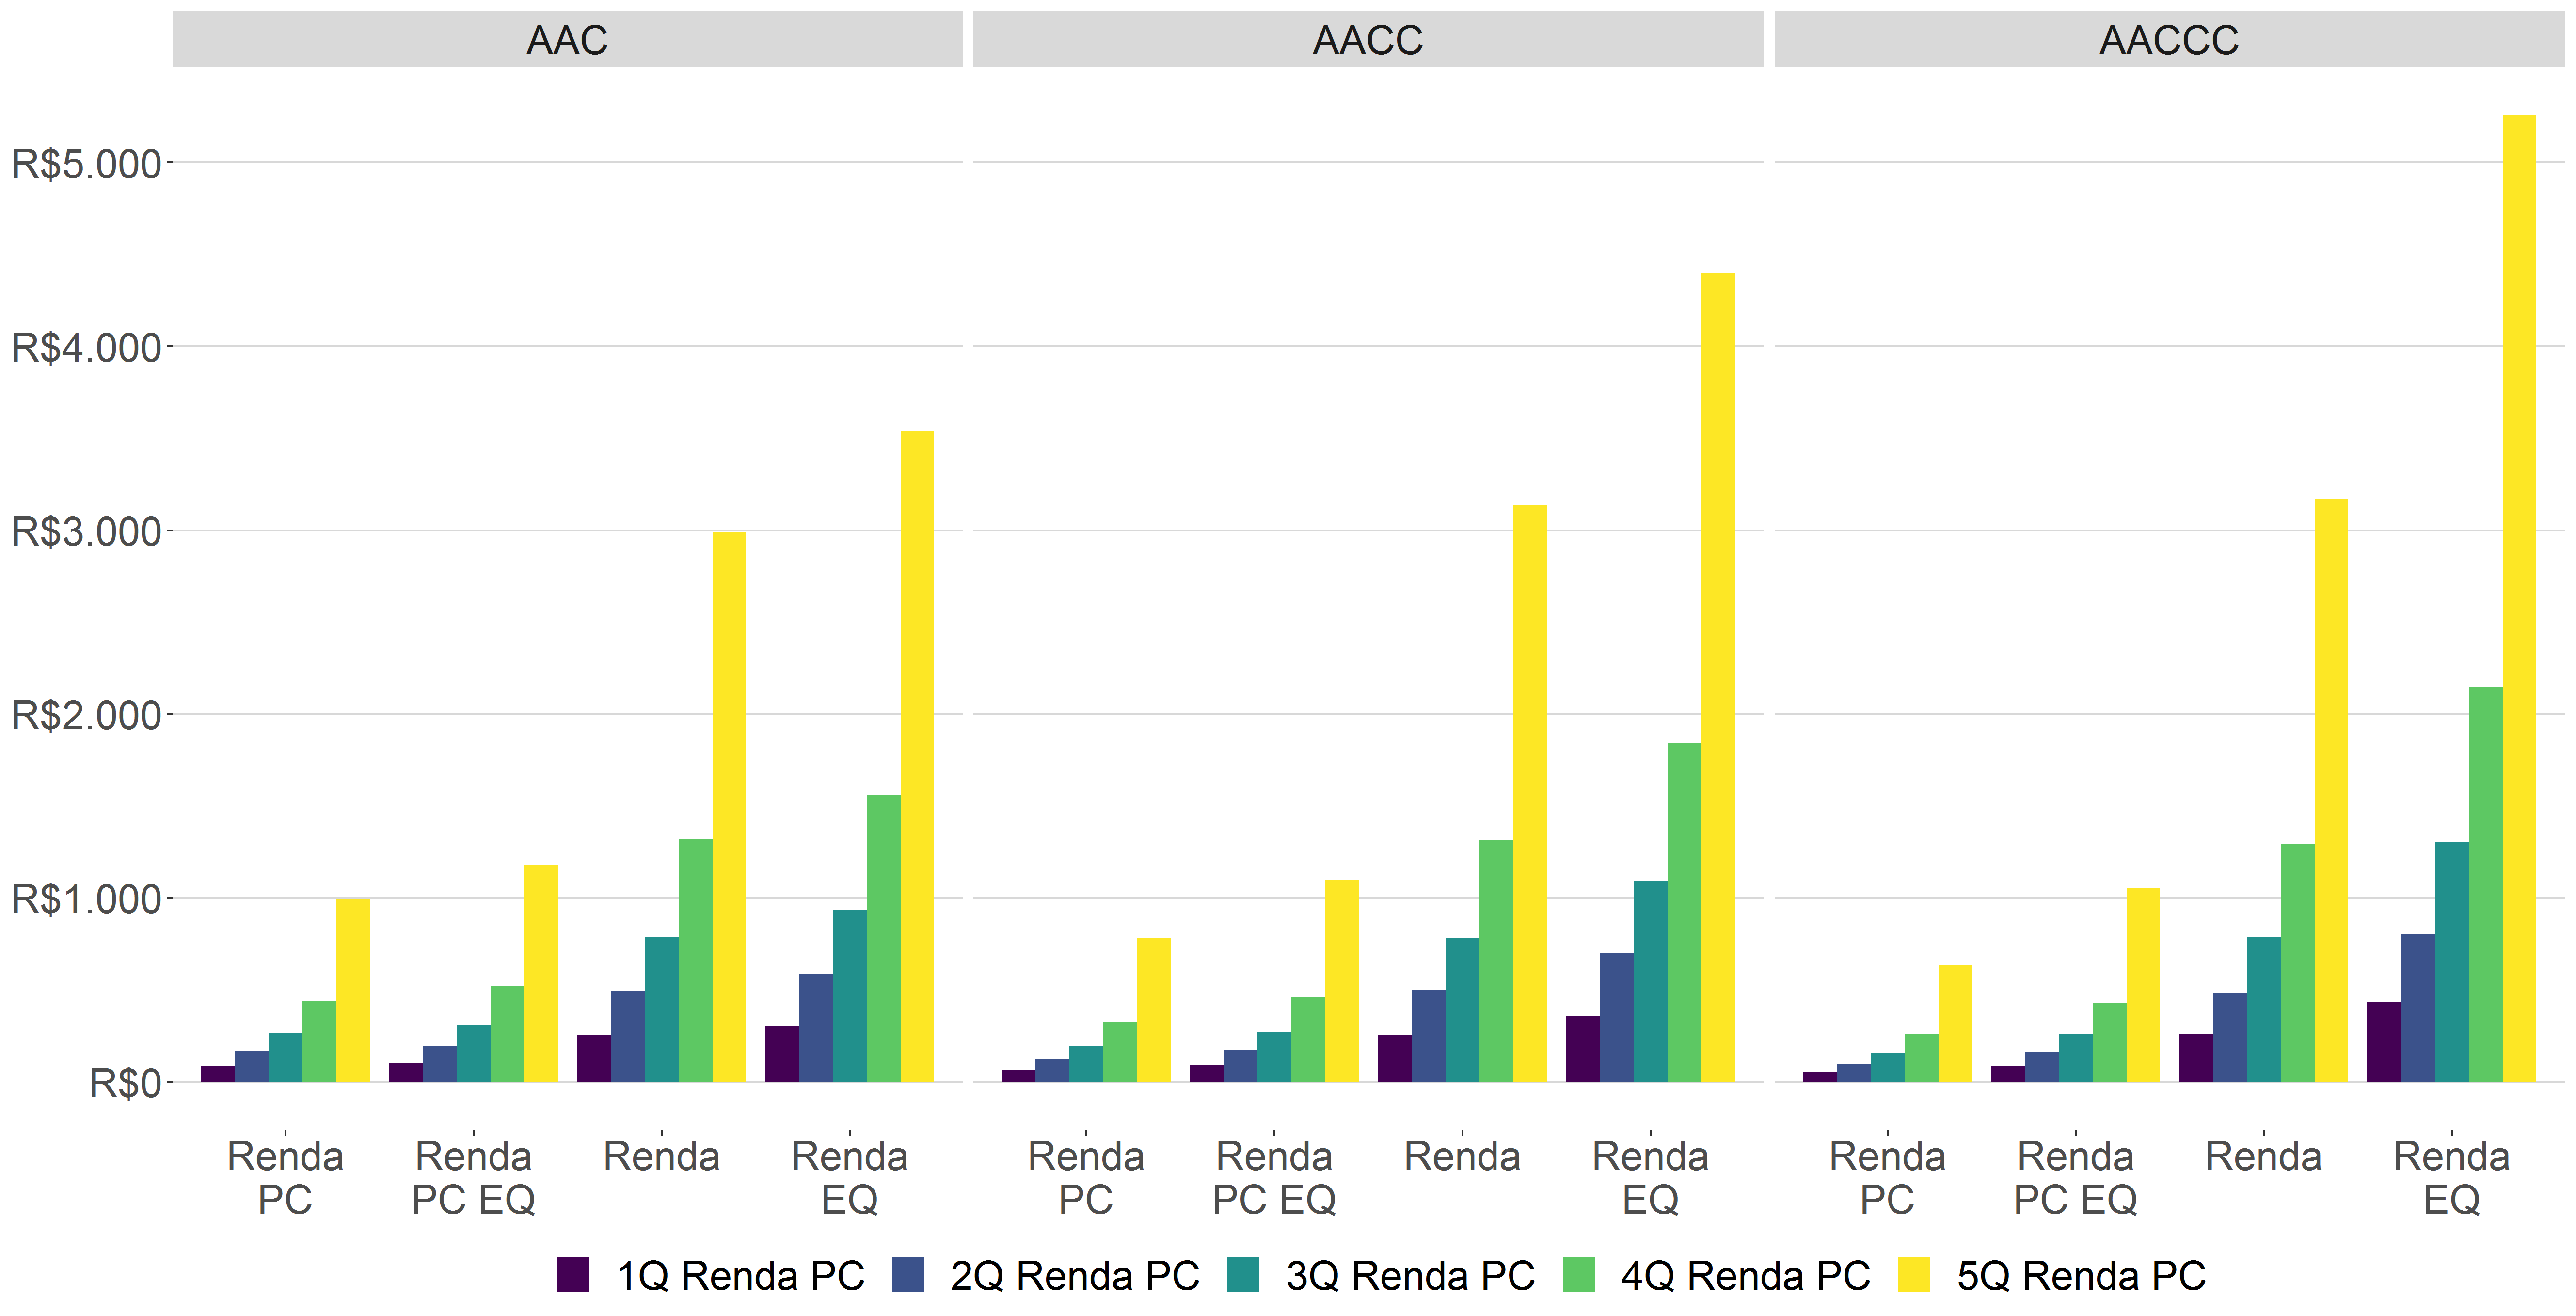 AAC
AACC
AACCC
R$5.000
R$4.000
R$3.000
R$2.000
R$1.000
R$0
Renda PC
Renda PC EQ
Renda
Renda EQ
Renda PC
Renda PC EQ
Renda
Renda EQ
Renda PC
Renda PC EQ
Renda
Renda EQ
1Q Renda PC
2Q Renda PC
3Q Renda PC
4Q Renda PC
5Q Renda PC